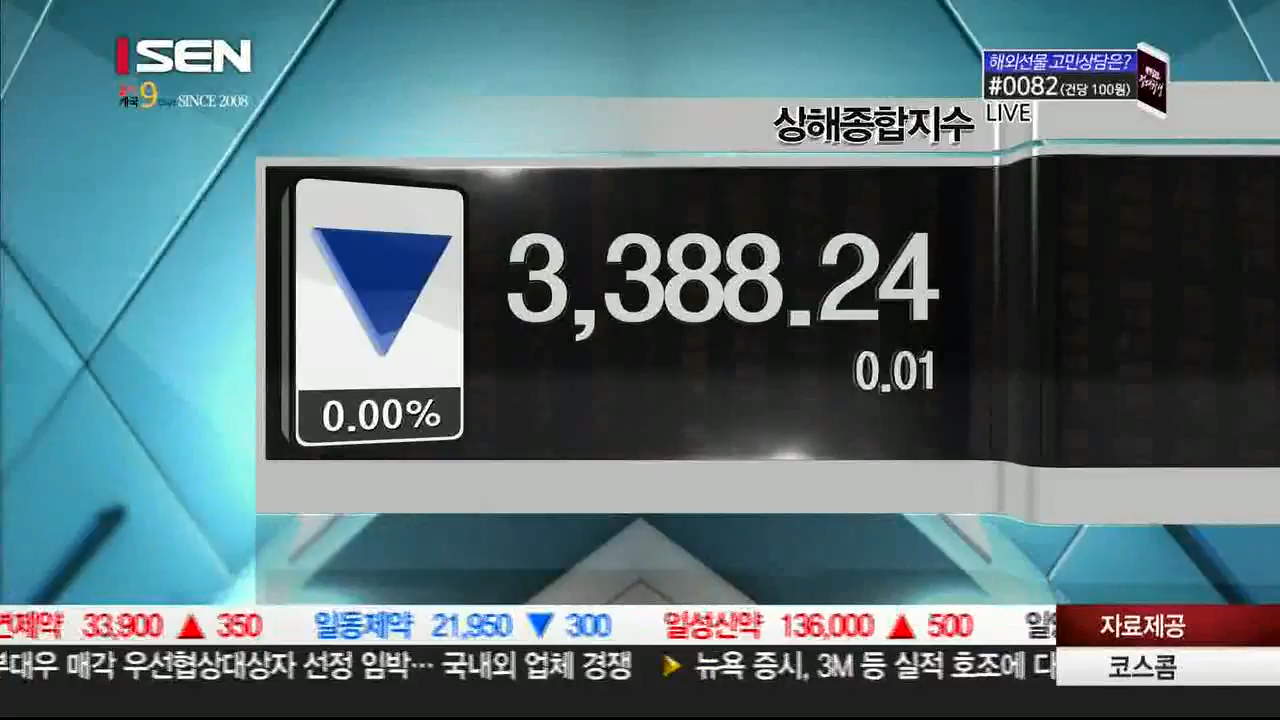 SEN
개국 9 SINCE 2008
해외선물 고민상담은?
#0082 (건당 100원)
LIVE
상해종합지수
3,388.24
0.01
0.00%
제약 33,900 ▲ 350 일동제약 21,950 ▼ 300 일성신약 136,000 ▲ 500
자료제공
대우 매각 우선협상대상자 선정 임박… 국내외 업체 경쟁 ▶ 뉴욕 증시, 3M 등 실적 호조에
코스콤